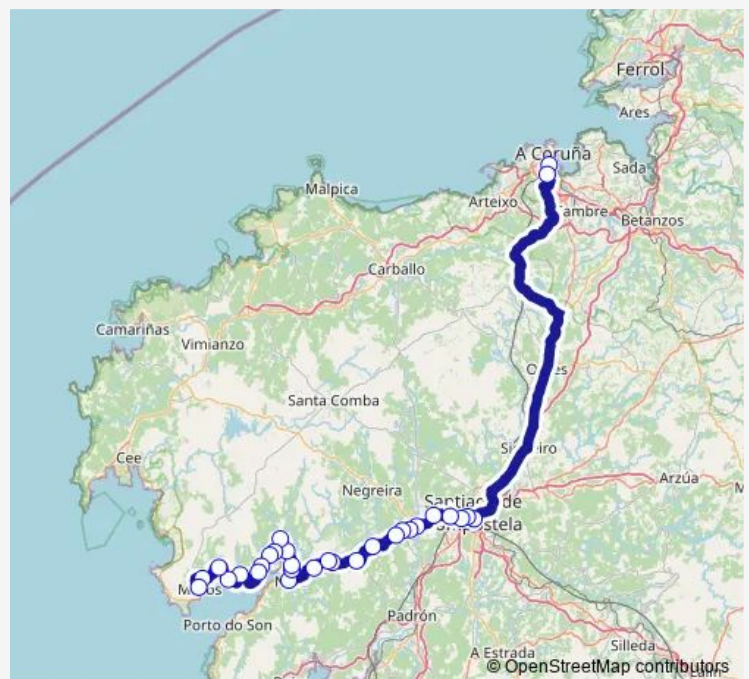 Ferrol
Ares
A Coruña
Sada
Malpica
Arteixo
Cambre
Betanzos
Carballo
Camariñas
Vimianzo
Santa Comba
Cee
Arzúa
Negreira
Santiago de
Compostela
Porto do Son
Padrón
A Estrada
Silleda
Lalín
© OpenStreetMap contributors